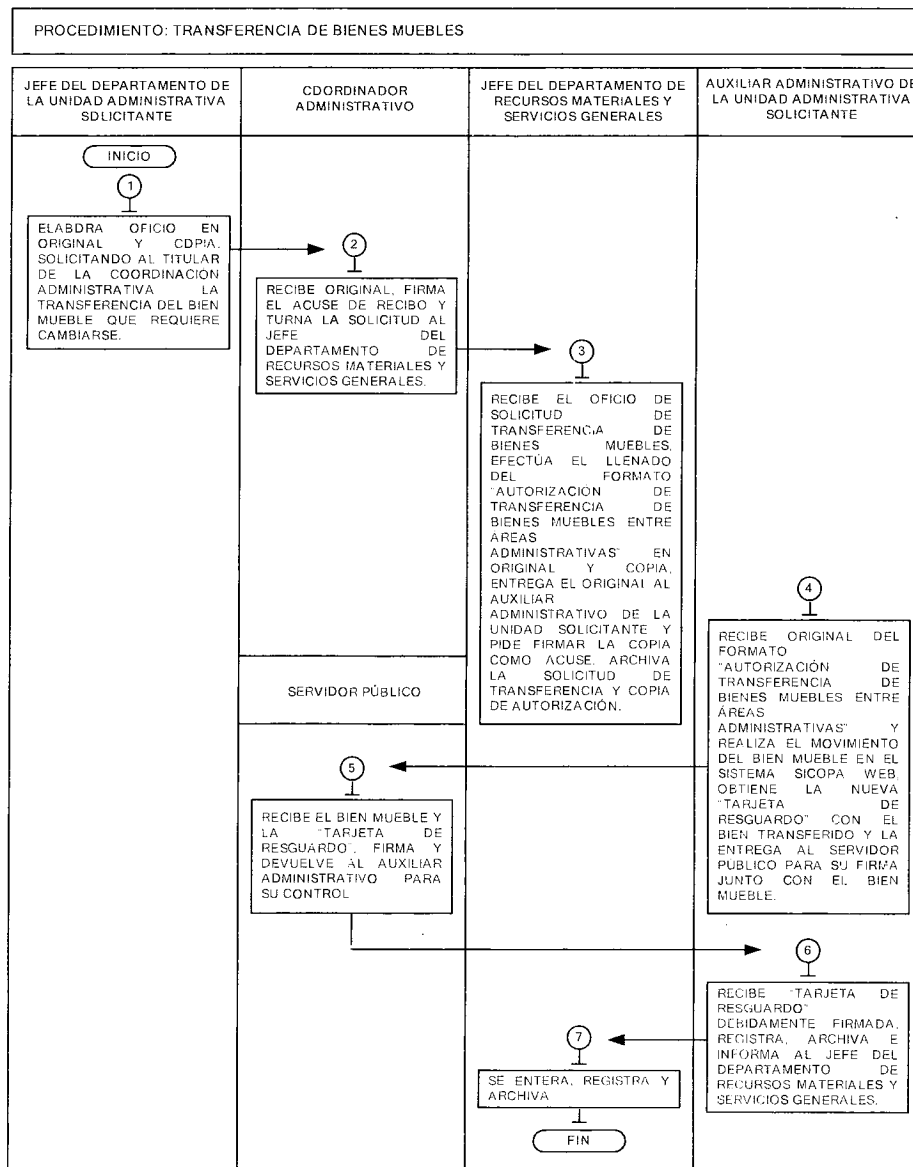 PROCEDIMIENTO: TRANSFERENCIA DE BIENES MUEBLES
JEFE DEL DEPARTAMENTO DE
LA UNIDAD ADMINISTRATIVA
SOLICITANTE
COORDINADOR
ADMINISTRATIVO
JEFE DEL DEPARTAMENTO DE
RECURSOS MATERIALES Y
SERVICIOS GENERALES
AUXILIAR ADMINISTRATIVO DE
LA UNIDAD ADMINISTRATIVA
SOLICITANTE
INICIO
1
ELABORA OFICIO EN
ORIGINAL Y COPIA,
SOLICITANDO AL TITULAR
DE LA COORDINACION
ADMINISTRATIVA LA
TRANSFERENCIA DEL BIEN
MUEBLE QUE REQUIERE
CAMBIARSE.
2
RECIBE ORIGINAL, FIRMA
EL ACUSE DE RECIBO Y
TURNA LA SOLICITUD AL
JEFE DEL
DEPARTAMENTO DE
RECURSOS MATERIALES Y
SERVICIOS GENERALES.
3
RECIBE EL OFICIO DE
SOLICITUD DE
TRANSFERENCIA DE
BIENES MUEBLES,
EFECTÚA EL LLENADO
DEL FORMATO
"AUTORIZACIÓN DE
TRANSFERENCIA DE
BIENES MUEBLES ENTRE
ÁREAS
ADMINISTRATIVAS" EN
ORIGINAL Y COPIA,
ENTREGA EL ORIGINAL AL
AUXILIAR
ADMINISTRATIVO DE LA
UNIDAD SOLICITANTE Y
PIDE FIRMAR LA COPIA
COMO ACUSE. ARCHIVA
LA SOLICITUD DE
TRANSFERENCIA Y COPIA
DE AUTORIZACIÓN.
4
RECIBE ORIGINAL DEL
FORMATO
"AUTORIZACIÓN DE
TRANSFERENCIA DE
BIENES MUEBLES ENTRE
ÁREAS
ADMINISTRATIVAS" Y
REALIZA EL MOVIMIENTO
DEL BIEN MUEBLE EN EL
SISTEMA SICOPA WEB,
OBTIENE LA NUEVA
"TARJETA DE
RESGUARDO" CON EL
BIEN TRANSFERIDO Y LA
ENTREGA AL SERVIDOR
PÚBLICO PARA SU FIRMA
JUNTO CON EL BIEN
MUEBLE.
SERVIDOR PÚBLICO
5
RECIBE EL BIEN MUEBLE Y
LA "TARJETA DE
RESGUARDO", FIRMA Y
DEVUELVE AL AUXILIAR
ADMINISTRATIVO PARA
SU CONTROL
6
RECIBE "TARJETA DE
RESGUARDO"
DEBIDAMENTE FIRMADA,
REGISTRA, ARCHIVA E
INFORMA AL JEFE DEL
DEPARTAMENTO DE
RECURSOS MATERIALES Y
SERVICIOS GENERALES.
7
SE ENTERA, REGISTRA Y
ARCHIVA
FIN